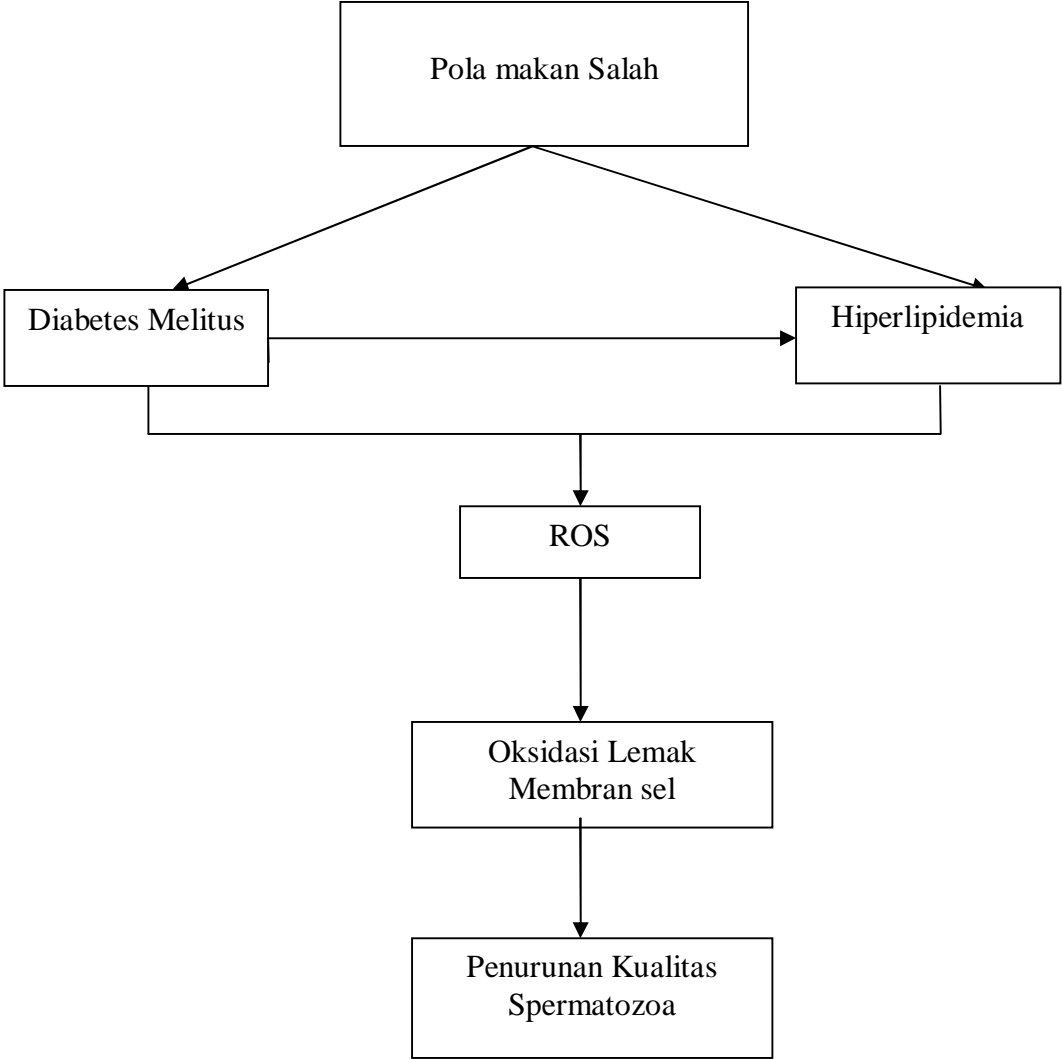 Pola makan Salah
Diabetes Melitus
Hiperlipidemia
ROS
Oksidasi Lemak
Membran sel
Penurunan Kualitas
Spermatozoa